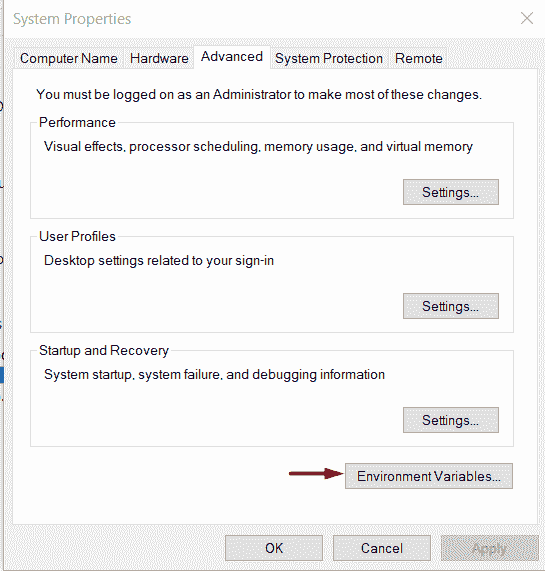 System Properties
Computer Name Hardware Advanced System Protection Remote
You must be logged on as an Administrator to make most of these changes.
Performance
Visual effects, processor scheduling, memory usage, and virtual memory
Settings...
User Profiles
Desktop settings related to your sign-in
Settings...
Startup and Recovery
System startup, system failure, and debugging information
Settings...
Environment Variables...
OK Cancel Apply